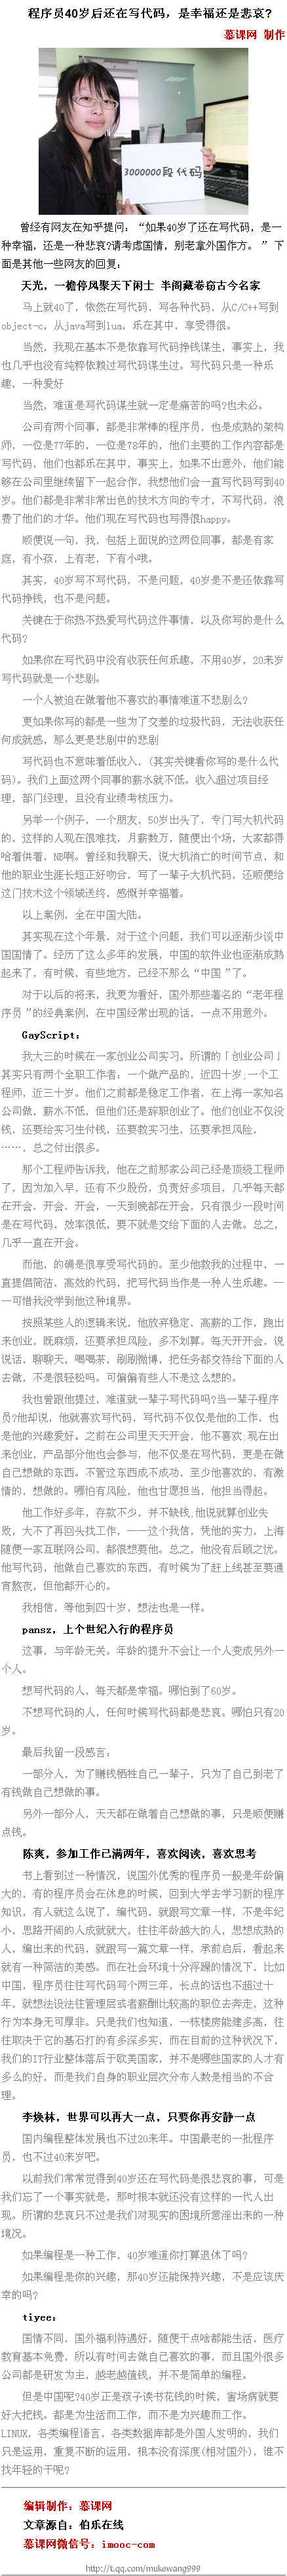 程序员40岁后还在写代码，是幸福还是悲哀?
慕课网 制作
3000000段代码
曾经有网友在知乎提问：“如果40岁了还在写代码，是一
种幸福，还是一种悲哀?请考虑国情，别老拿外国作方。 ”下
面是其他一些网友的回复：
天光，一檐停风聚天下闲士 半阁藏卷窃古今名家
马上就40了，依然在写代码，写各种代码，从C/C++写到
object-c，从java写到lua，乐在其中，享受得很。
当然，我现在基本不是依靠写代码挣钱谋生，事实上，我
也几乎也没有纯粹依赖过写代码谋生过。写代码只是一种乐
趣，一种爱好
当然，难道是写代码谋生就一定是痛苦的吗?也未必。
公司有两个同事，都是非常棒的程序员，也是成熟的架构
师，一位是77年的，一位是78年的，他们主要的工作内容都是
写代码，他们也都乐在其中，事实上，如果不出意外，他们能
够在公司里继续留下一起合作，我想他们会一直写代码写到40
岁。他们都是非常非常出色的技术方向的专才，不写代码，浪
费了他们的才华。他们现在写代码也写得很happy。
顺便说一句，我，包括上面说的这两位同事，都是有家
庭，有小孩，上有老，下有小哦。
其实，40岁写不写代码，不是问题，40岁是不是还依靠写
代码挣钱，也不是问题。
关键在于你热不热爱写代码这件事情，以及你写的是什么
代码?
如果你在写代码中没有收获任何乐趣，不用40岁，20来岁
写代码就是一个悲剧。
一个人被迫在做着他不喜欢的事情难道不悲剧么?
更如果你写的都是一些为了交差的垃圾代码，无法收获任
何成就感，那么更是悲剧中的悲剧
写代码也不意味着低收入，(其实关键看你写的是什么代
码)。我们上面这两个同事的薪水就不低。收入超过项目经
理，部门经理，且没有业绩考核压力。
另举一个例子，一个朋友，50岁出头了，专门写大机代码
的，这样的人现在很难找，月薪数万，随便出个场，大家都得
哈着供着，NB啊。曾经和我聊天，说大机消亡的时间节点，和
他的职业生涯长短正好吻合，写了一辈子大机代码，还顺便给
这门技术这个领域送终，感慨并幸福着。
以上案例，全在中国大陆。
其实现在这个年景，对于这个问题，我们可以逐渐少谈中
国国情了。经历了这么多年的发展，中国的软件业也逐渐成熟
起来了，有时候，有些地方，已经不那么“中国 ”了。
对于以后的将来，我更为看好，国外那些著名的“老年程
序员 ”的经典案例，在中国经常出现的话，一点不用意外。
GayScript：
我大三的时候在一家创业公司实习。所谓的「创业公司」
其实只有两个全职工作者：一个做产品的，近四十岁;一个工
程师，近三十岁。他们之前都是稳定工作者，在上海一家知名
公司做，薪水不低，但他们还是辞职创业了。他们创业不仅没
钱，还要给实习生付钱，还要教实习生，还要承担风险，
……，总之付出很多。
那个工程师告诉我，他在之前那家公司已经是顶级工程师
了，因为加入早，还有不少股份，负责好多项目，几乎每天都
在开会、开会、开会，一天到晚都在开会，只有很少一段时间
是在写代码，效率很低，要不就是交给下面的人去做。总之，
几乎一直在开会。
而他，的确是很享受写代码的。至少他教我的过程中，一
直提倡简洁、高效的代码，把写代码当作是一种人生乐趣。—
—可惜我没学到他这种境界。
按照某些人的逻辑来说，他放弃稳定、高薪的工作，跑出
来创业，既麻烦，还要承担风险，多不划算。每天开开会，说
说话，聊聊天，喝喝茶，刷刷微博，把任务都交待给下面的人
去做，不是很轻松吗。可偏偏有些人不是这么想的。
我也曾跟他提过，难道就一辈子写代码吗?当一辈子程序
员?他却说，他就喜欢写代码，写代码不仅仅是他的工作，也
是他的兴趣爱好。之前在公司里天天开会，他不喜欢;现在出
来创业，产品部分他也会参与，他不仅是在写代码，更是在做
自己想做的东西。不管这东西成不成功，至少他喜欢的，有激
情的，想做的。哪怕有风险，他也甘愿担当，他担当得起。
他工作好多年，存款不少，并不缺钱;他说就算创业失
败，大不了再回头找工作，——这个我信，凭他的实力，上海
随便一家互联网公司，都很想要他。总之，他没有后顾之忧。
他写代码，他做自己喜欢的东西，有时候为了赶上线甚至要通
宵熬夜，但他都开心的。
我相信，等他到四十岁，想法也是一样。
pansz，上个世纪入行的程序员
这事，与年龄无关。年龄的提升不会让一个人变成另外一
个人。
想写代码的人，每天都是幸福。哪怕到了60岁。
不想写代码的人，任何时候写代码都是悲哀。哪怕只有20
岁。
最后我留一段感言：
一部分人，为了赚钱牺牲自己一辈子，只为了自己到老了
有钱做自己想做的事。
另外一部分人，天天都在做着自己想做的事，只是顺便赚
点钱。
陈爽，参加工作已满两年，喜欢阅读，喜欢思考
书上看到过一种情况，说国外优秀的程序员一般是年龄偏
大的，有的程序员会在休息的时候，回到大学去学习新的程序
知识，有人就这么说了，编代码，就跟写文章一样，不是年纪
小，思路开阔的人成就就大，往往年龄越大的人，思想成熟的
人，编出来的代码，就跟写一篇文章一样，承前启后，看起来
就有一种简洁的美感。而在社会环境十分浮躁的情况下，比如
中国，程序员往往写代码写个两三年，长点的话也不超过十
年，就想法设法往管理层或者薪酬比较高的职位去奔走，这种
行为本身无可厚非。只是我们也知道，一栋楼房能建多高，往
往取决于它的基石打的有多深多实，而在目前的这种状况下，
我们的IT行业整体落后于欧美国家，并不是哪些国家的人才有
多么的好，而是我们自身的职业层次分布人数是相当的不合
理。
李焕林，世界可以再大一点，只要你再安静一点
国内编程整体发展也不过20来年。中国最老的一批程序
员，也不过40来岁吧。
以前我们常常觉得到40岁还在写代码是很悲哀的事，可是
我们忘了一个事实就是，那时根本就还没有这样的一代人出
现。所谓的悲哀只不过是我们对现实的困境所意淫出来的一种
境况。
如果编程是一种工作，40岁难道你打算退休了吗?
如果编程是你的兴趣，那40岁还能保持兴趣，不是应该庆
幸的吗?
tiyee：
国情不同，国外福利待遇好，随便干点啥都能生活，医疗
教育基本免费，所以有时间去做自己喜欢的事，而且国外很多
公司都是研发为主，越老越值钱，并不是简单的编程。
但是中国呢?40岁正是孩子读书花钱的时候，害场病就要
好大把钱。都是为生活而工作，而不是为兴趣而工作。
LINUX，各类编程语言，各类数据库都是外国人发明的，我们
只是运用，重复不断的运用，根本没有深度(相对国外)，谁不
找年轻的干呢?
编辑制作：慕课网
文章源自：伯乐在线
慕课网微信号：imooc-com
http://t.qq.com/mukewang999